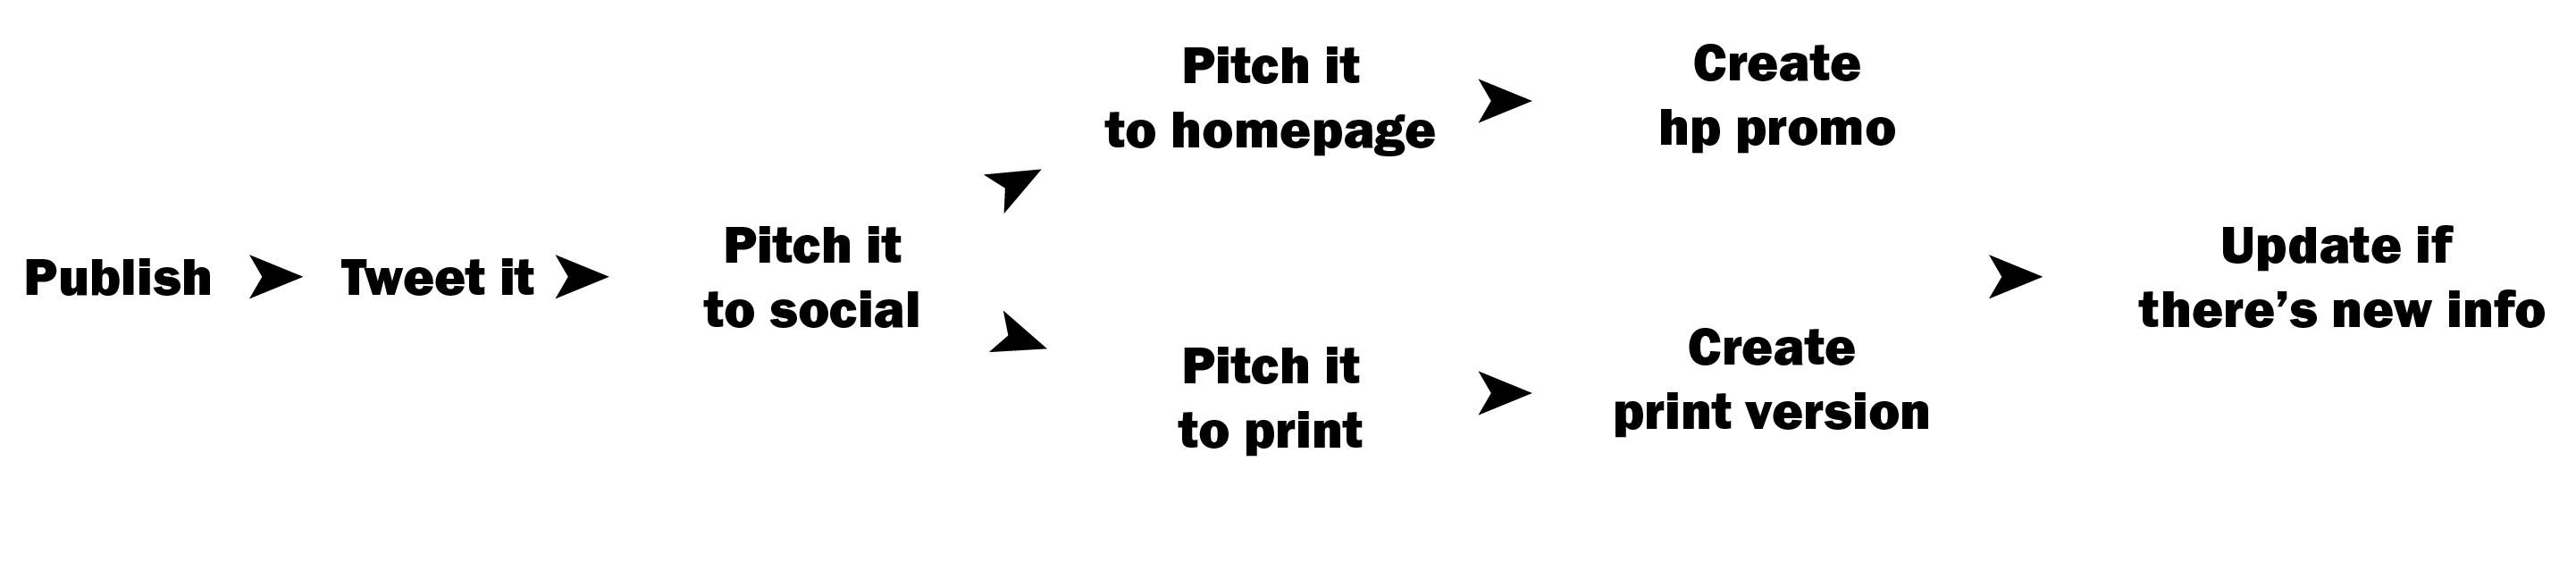 Publish
Tweet it
Pitch it
to social
Pitch it
to homepage
Create
hp promo
Pitch it
to print
Create
print version
Update if
there’s new info